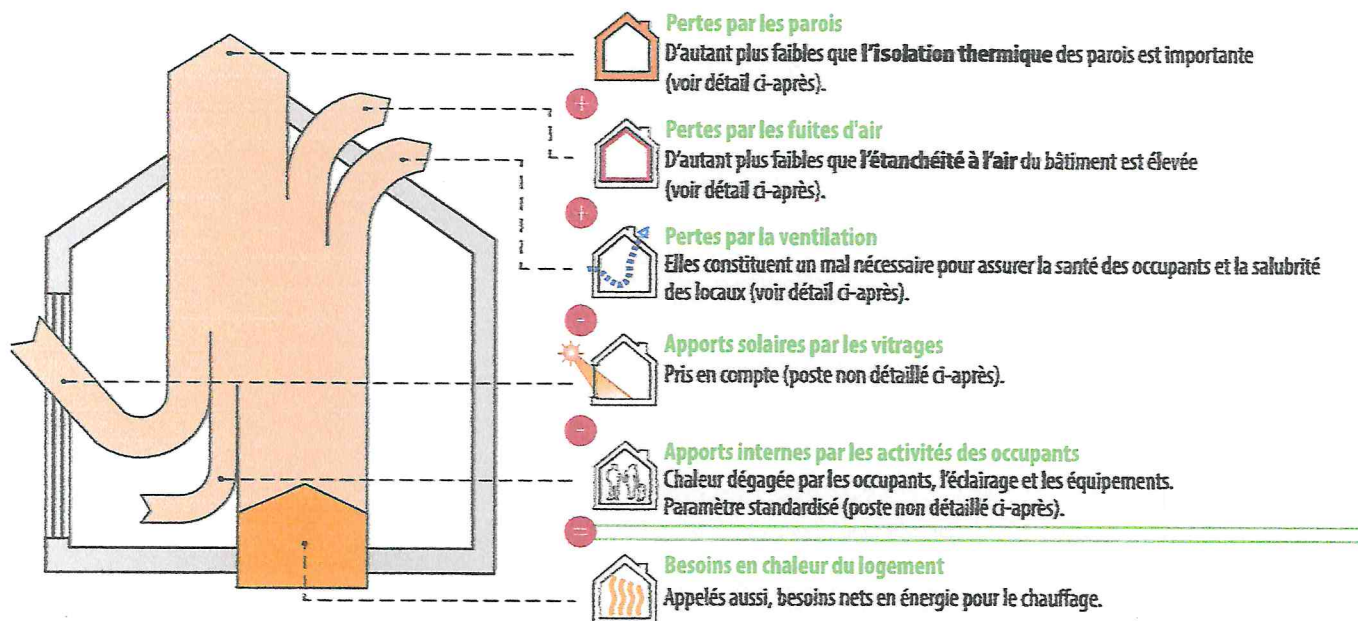 Pertes par les parois
D'autant plus faibles que l'isolation thermique des parois est importante
(voir détail ci-après).
+
Pertes par les fuites d'air
D'autant plus faibles que l'étanchéité à l'air du bâtiment est élevée
(voir détail ci-après).
+
Pertes par la ventilation
Elles constituent un mal nécessaire pour assurer la santé des occupants et la salubrité
des locaux (voir détail ci-après).
-
Apports solaires par les vitrages
Pris en compte (poste non détaillé ci-après).
-
Apports internes par les activités des occupants
Chaleur dégagée par les occupants, l'éclairage et les équipements.
Paramètre standardisé (poste non détaillé ci-après).
=
Besoins en chaleur du logement
Appelés aussi, besoins nets en énergie pour le chauffage.